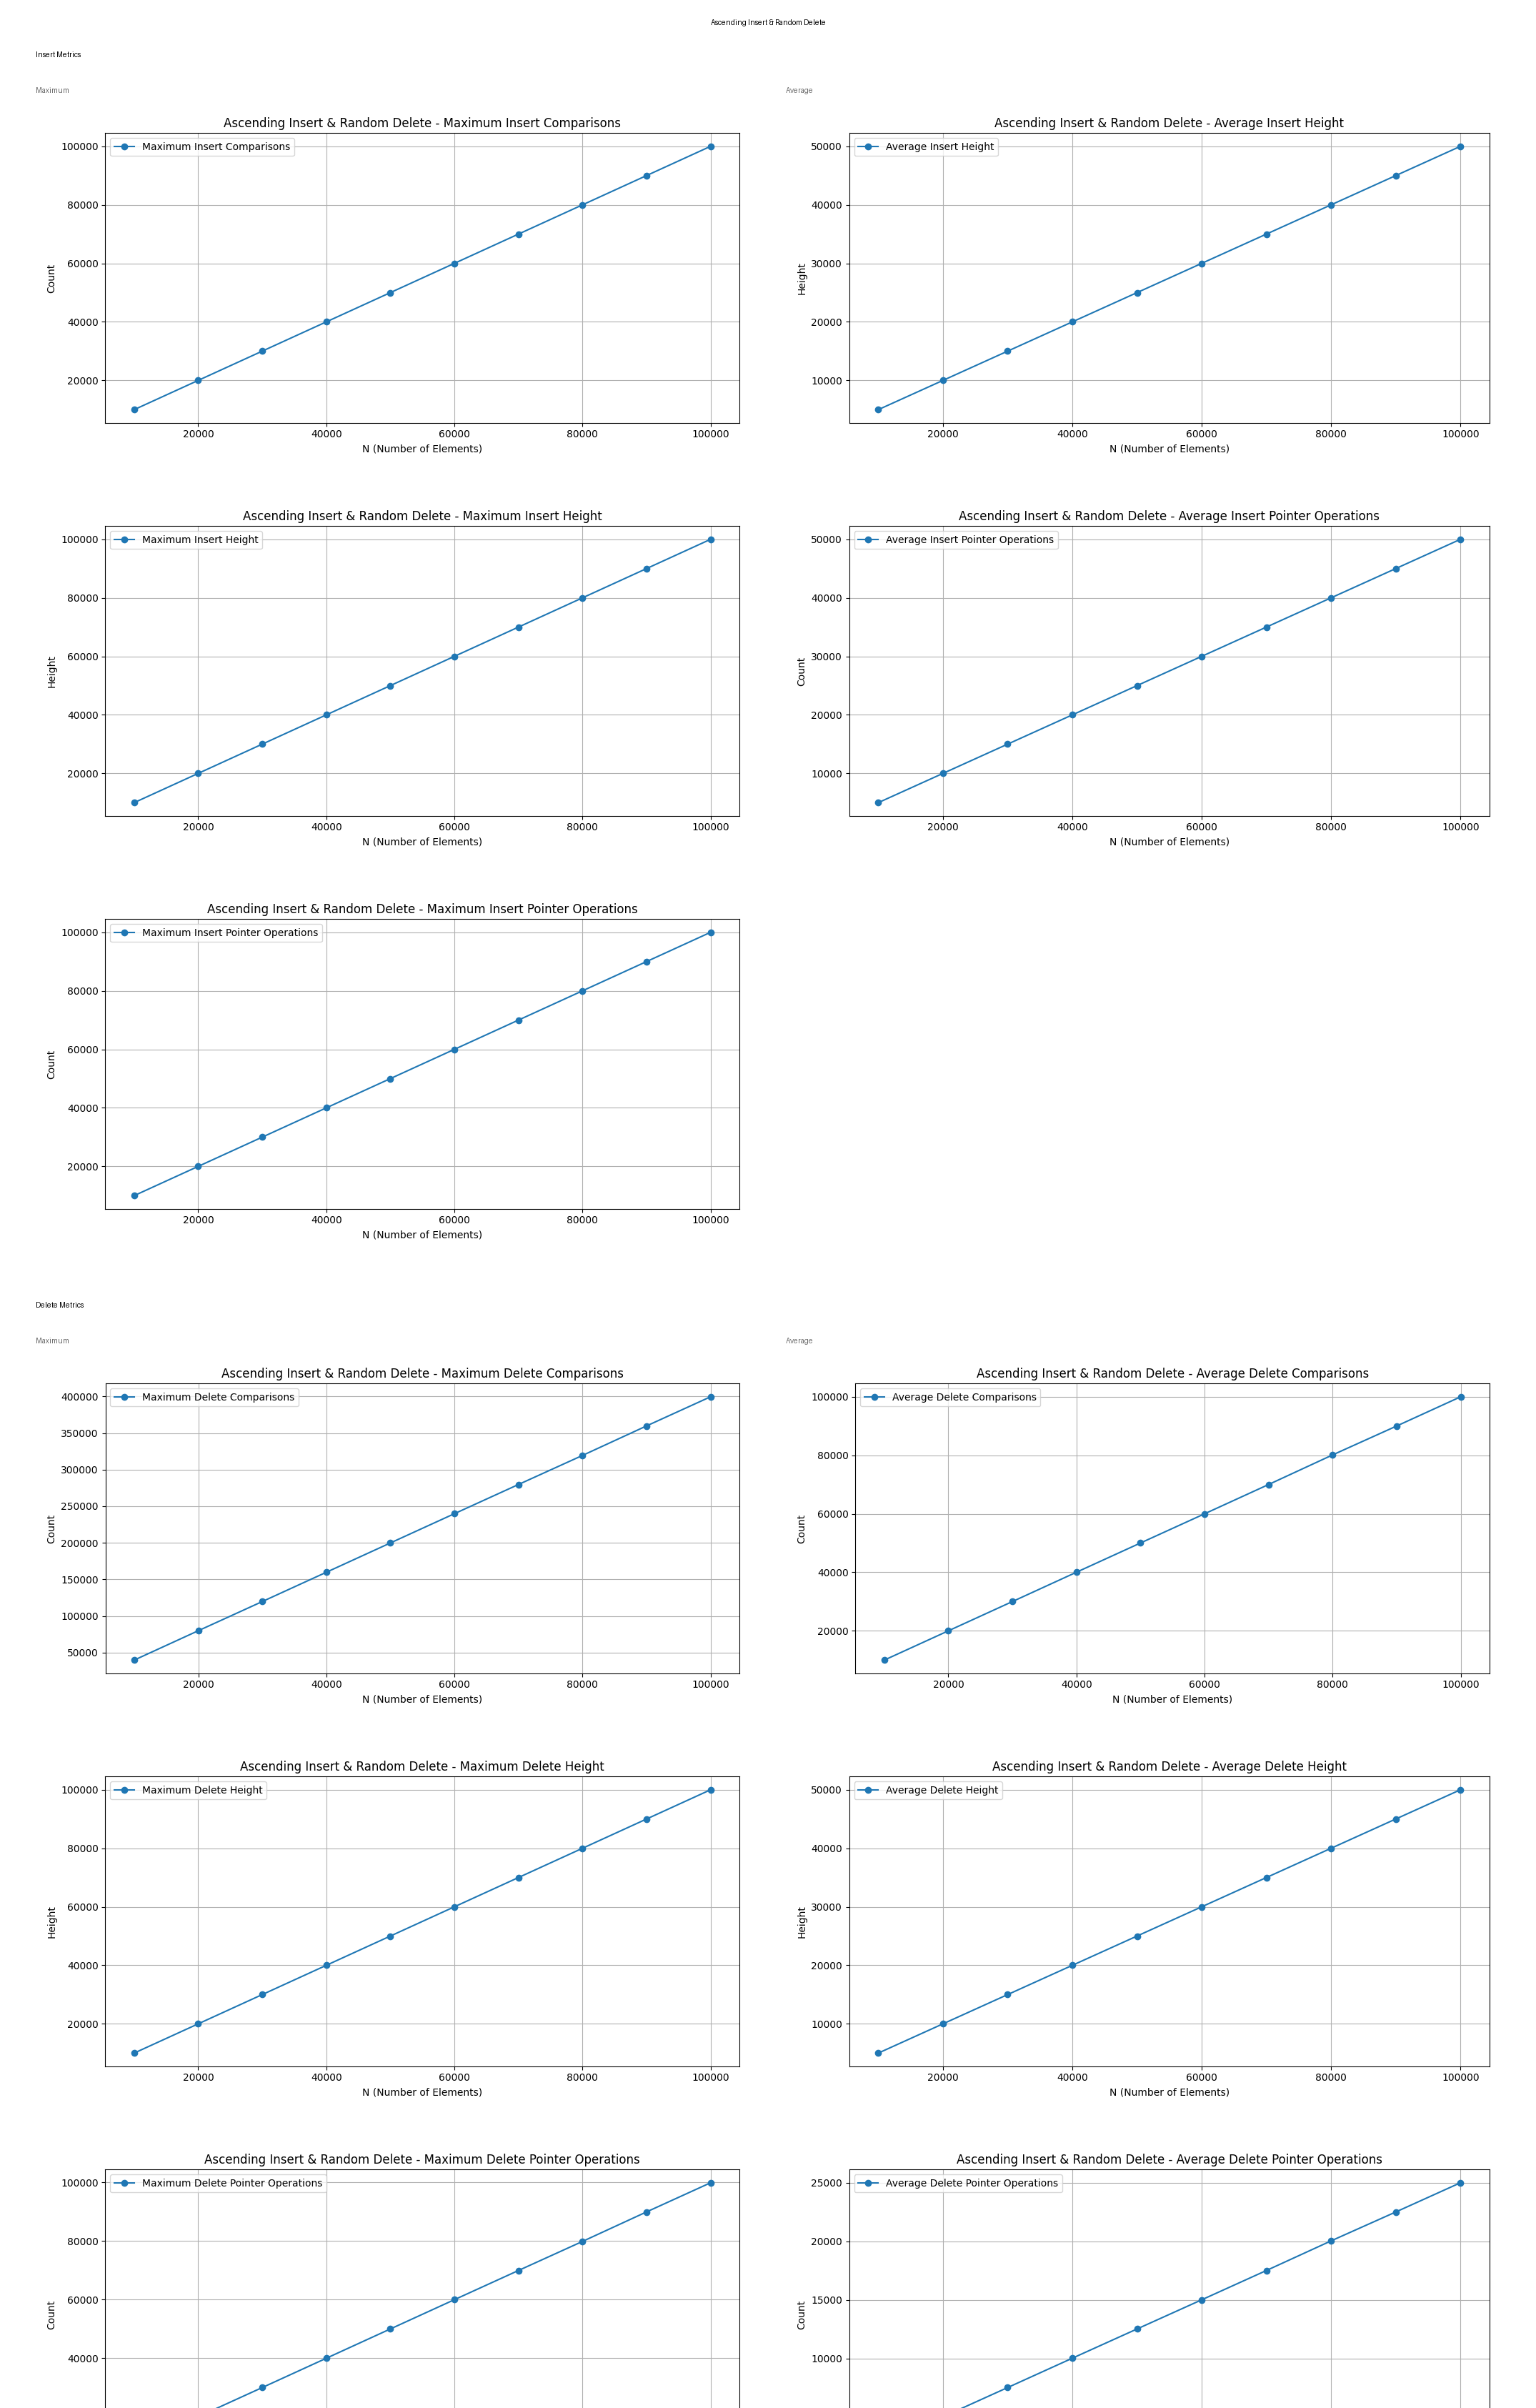 Ascending Insert & Random Delete
Insert Metrics
Maximum
Average
Ascending Insert & Random Delete - Maximum Insert Comparisons
Maximum Insert Comparisons
100000
80000
60000
40000
20000
Count
20000 40000 60000 80000 100000
N (Number of Elements)
Ascending Insert & Random Delete - Average Insert Height
Average Insert Height
50000
40000
30000
20000
10000
Height
20000 40000 60000 80000 100000
N (Number of Elements)
Ascending Insert & Random Delete - Maximum Insert Height
Maximum Insert Height
100000
80000
60000
40000
20000
Height
20000 40000 60000 80000 100000
N (Number of Elements)
Ascending Insert & Random Delete - Average Insert Pointer Operations
Average Insert Pointer Operations
50000
40000
30000
20000
10000
Count
20000 40000 60000 80000 100000
N (Number of Elements)
Ascending Insert & Random Delete - Maximum Insert Pointer Operations
Maximum Insert Pointer Operations
100000
80000
60000
40000
20000
Count
20000 40000 60000 80000 100000
N (Number of Elements)
Delete Metrics
Maximum
Average
Ascending Insert & Random Delete - Maximum Delete Comparisons
Maximum Delete Comparisons
400000
350000
300000
250000
200000
150000
100000
50000
Count
20000 40000 60000 80000 100000
N (Number of Elements)
Ascending Insert & Random Delete - Average Delete Comparisons
Average Delete Comparisons
100000
80000
60000
40000
20000
Count
20000 40000 60000 80000 100000
N (Number of Elements)
Ascending Insert & Random Delete - Maximum Delete Height
Maximum Delete Height
100000
80000
60000
40000
20000
Height
20000 40000 60000 80000 100000
N (Number of Elements)
Ascending Insert & Random Delete - Average Delete Height
Average Delete Height
50000
40000
30000
20000
10000
Height
20000 40000 60000 80000 100000
N (Number of Elements)
Ascending Insert & Random Delete - Maximum Delete Pointer Operations
Maximum Delete Pointer Operations
100000
80000
60000
40000
Count
Ascending Insert & Random Delete - Average Delete Pointer Operations
Average Delete Pointer Operations
25000
20000
15000
10000
Count